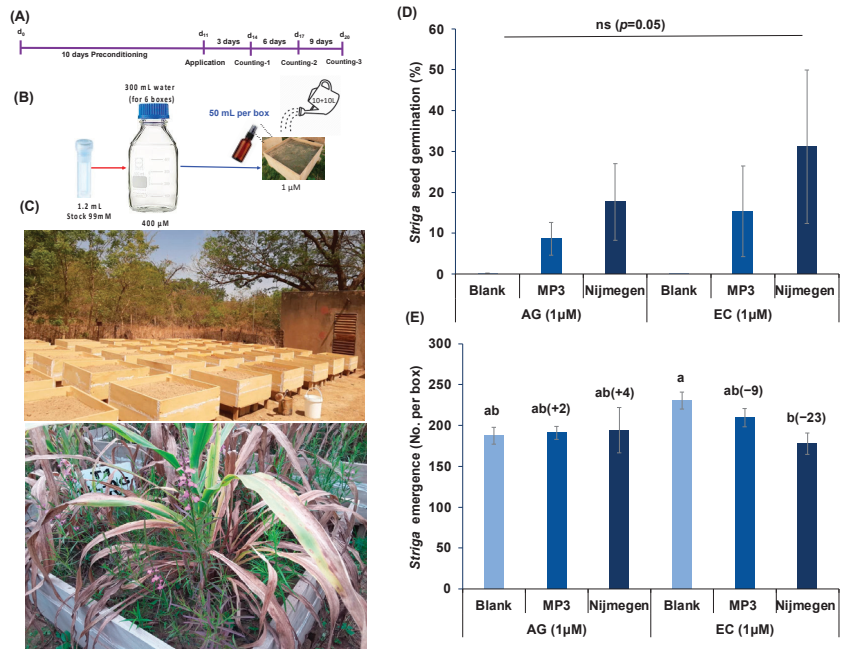 (A)
d0
d11
3 days
d14
6 days
d17
9 days
d20
10 days Preconditioning
Application
Counting-1
Counting-2
Counting-3
(B)
300 mL water
(for 6 boxes)
50 mL per box
10+10L
1 µM
1.2 mL
Stock 99mM
400 µM
(C)
(D)
ns (p=0.05)
Striga seed germination (%)
60
50
40
30
20
10
0
Blank
MP3
Nijmegen
Blank
MP3
Nijmegen
AG (1µM)
EC (1µM)
(E)
Striga emergence (No. per box)
300
250
200
150
100
50
0
ab
ab(+2)
ab(+4)
a
ab(−9)
b(−23)
Blank
MP3
Nijmegen
Blank
MP3
Nijmegen
AG (1µM)
EC (1µM)